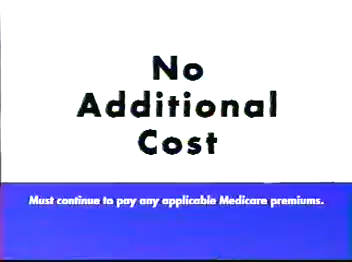 No
Additional
Cost
Must continue to pay any applicable Medicare premiums.